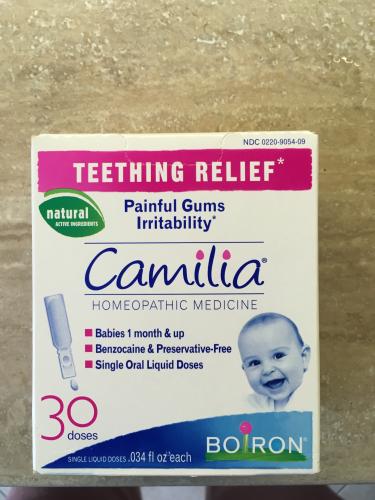 NDC 0220-9054-09
TEETHING RELIEF*
natural
ACTIVE INGREDIENTS
Painful Gums
Irritability*
Camilia®
HOMEOPATHIC MEDICINE
■ Babies 1 month & up
■ Benzocaine & Preservative-Free
■ Single Oral Liquid Doses
30
doses
SINGLE LIQUID DOSES .034 fl oz each
BOIRON®